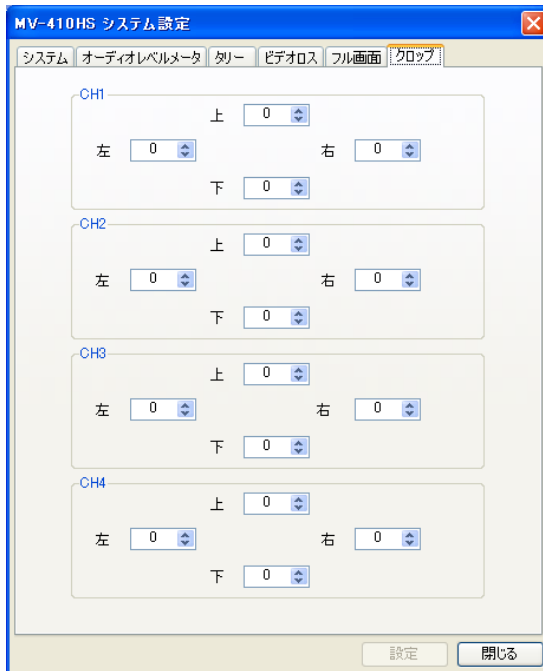 MV-410HS システム設定
システム オーディオレベルメータ タリー ビデオロス フル画面 クロップ
CH1
上 0
左 0 右 0
下 0
CH2
上 0
左 0 右 0
下 0
CH3
上 0
左 0 右 0
下 0
CH4
上 0
左 0 右 0
下 0
設定 閉じる